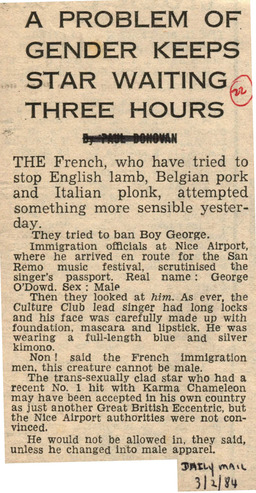 A PROBLEM OF
GENDER KEEPS
STAR WAITING
THREE HOURS
22
By PAUL DONOVAN
THE French, who have tried to
stop English lamb, Belgian pork
and Italian plonk, attempted
something more sensible yester-
day.
They tried to ban Boy George.
Immigration officials at Nice Airport,
where he arrived en route for the San
Remo music festival, scrutinised the
singer's passport. Real name: George
O'Dowd. Sex: Male
Then they looked at him. As ever, the
Culture Club lead singer had long locks
and his face was carefully made up with
foundation, mascara and lipstick. He was
wearing a full-length blue and silver
kimono.
Non! said the French immigration
men, this creature cannot be male.
The trans-sexually clad star who had a
recent No. 1 hit with Karma Chameleon
may have been accepted in his own country
as just another Great British Eccentric, but
the Nice Airport authorities were not con-
vinced.
He would not be allowed in, they said,
unless he changed into male apparel.
DAILY MAIL
3/2/84